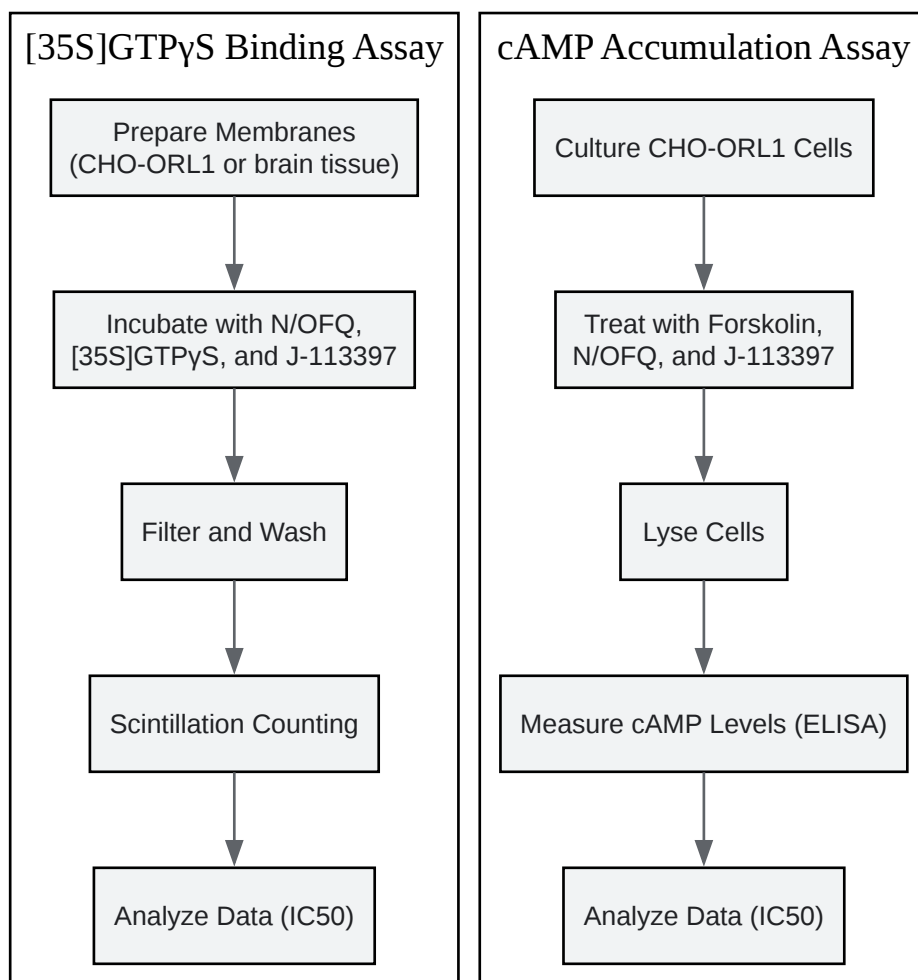 [35S]GTPγS Binding Assay
Prepare Membranes
(CHO-ORL1 or brain tissue)
Incubate with N/OFQ,
[35S]GTPγS, and J-113397
Filter and Wash
Scintillation Counting
Analyze Data (IC50)
cAMP Accumulation Assay
Culture CHO-ORL1 Cells
Treat with Forskolin,
N/OFQ, and J-113397
Lyse Cells
Measure cAMP Levels (ELISA)
Analyze Data (IC50)